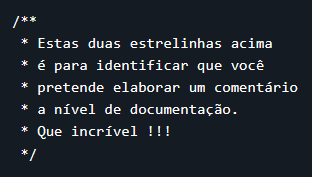 /**
* Estas duas estrelinhas acima
* é para identificar que você
* pretende elaborar um comentário
* a nível de documentação.
* Que incrível !!!
*/